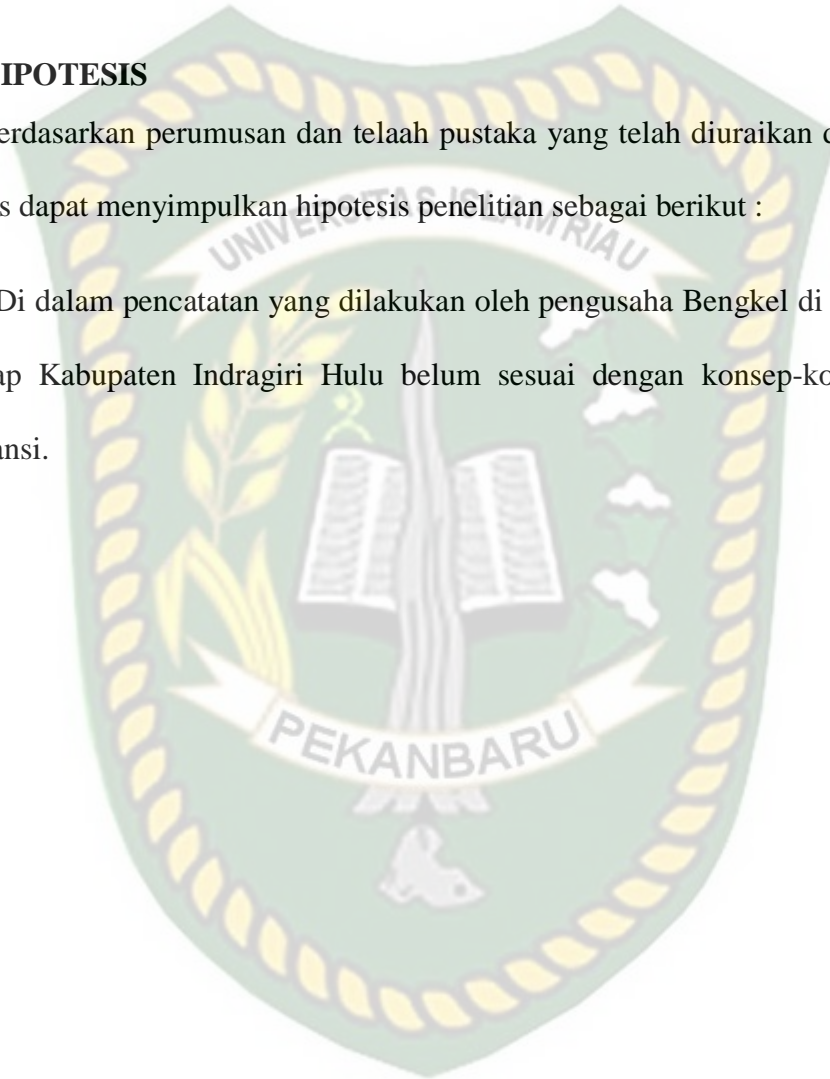 IPOTESIS
erdasarkan perumusan dan telaah pustaka yang telah diuraikan d
s dapat menyimpulkan hipotesis penelitian sebagai berikut :
UNIVERSITAS ISLAM RIAU
Di dalam pencatatan yang dilakukan oleh pengusaha Bengkel di
ap Kabupaten Indragiri Hulu belum sesuai dengan konsep-ko
ansi.
PEKANBARU